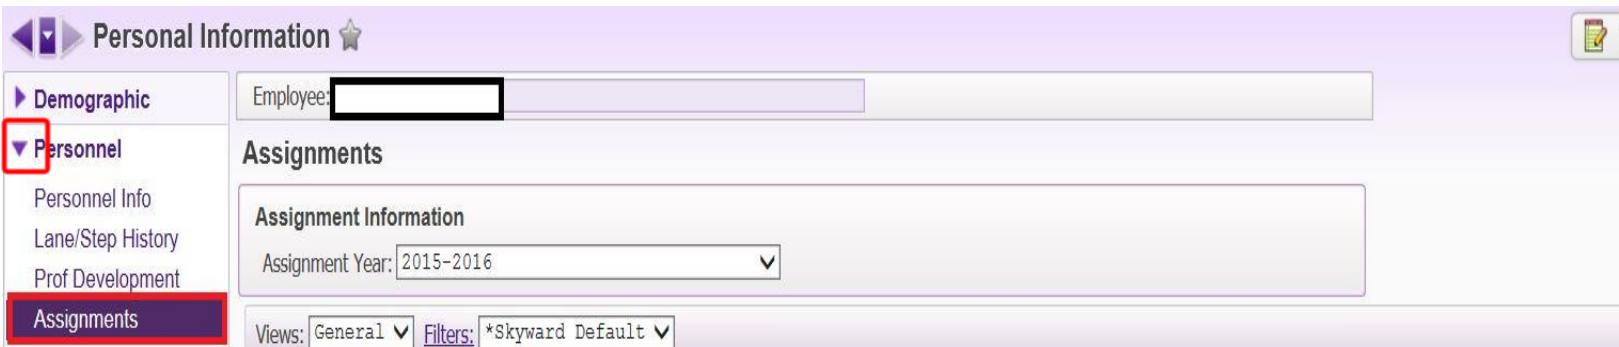 Personal Information
Demographic
Personnel
Personnel Info
Lane/Step History
Prof Development
Assignments
Employee:
Assignments
Assignment Information
Assignment Year: 2015-2016
Views: General Filters: *Skyward Default